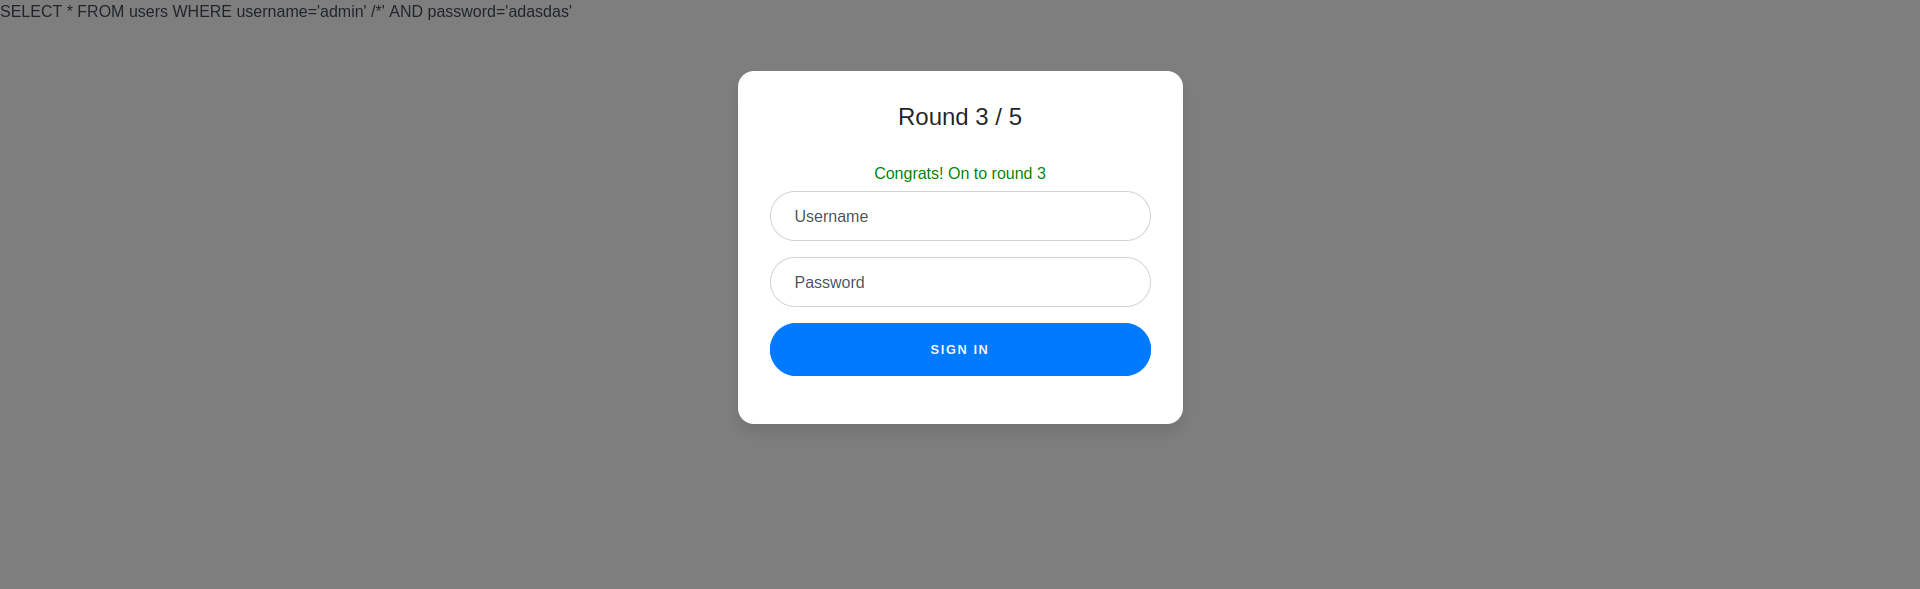 SELECT * FROM users WHERE username='admin' /*' AND password='adasdas'
Round 3 / 5
Congrats! On to round 3
Username
Password
SIGN IN